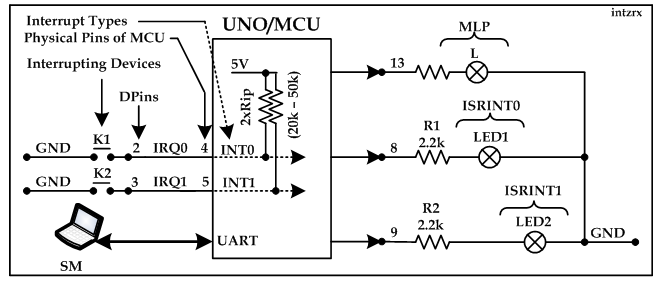 intzrx
Interrupt Types
UNO/MCU
MLP
Physical Pins of MCU
L
Interrupting Devices
5V
13
2xRip
(20k – 50k)
DPins
ISRINT0
R1
LED1
2.2k
K1
GND
2
IRQ0
4
INT0
8
K2
GND
3
IRQ1
5
INT1
ISRINT1
R2
LED2
2.2k
UART
9
GND
SM